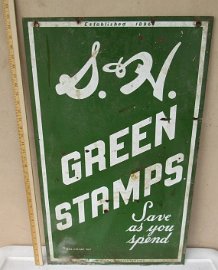 Established 1896
S. & H.
GREEN
STAMPS
Save
as you
spend